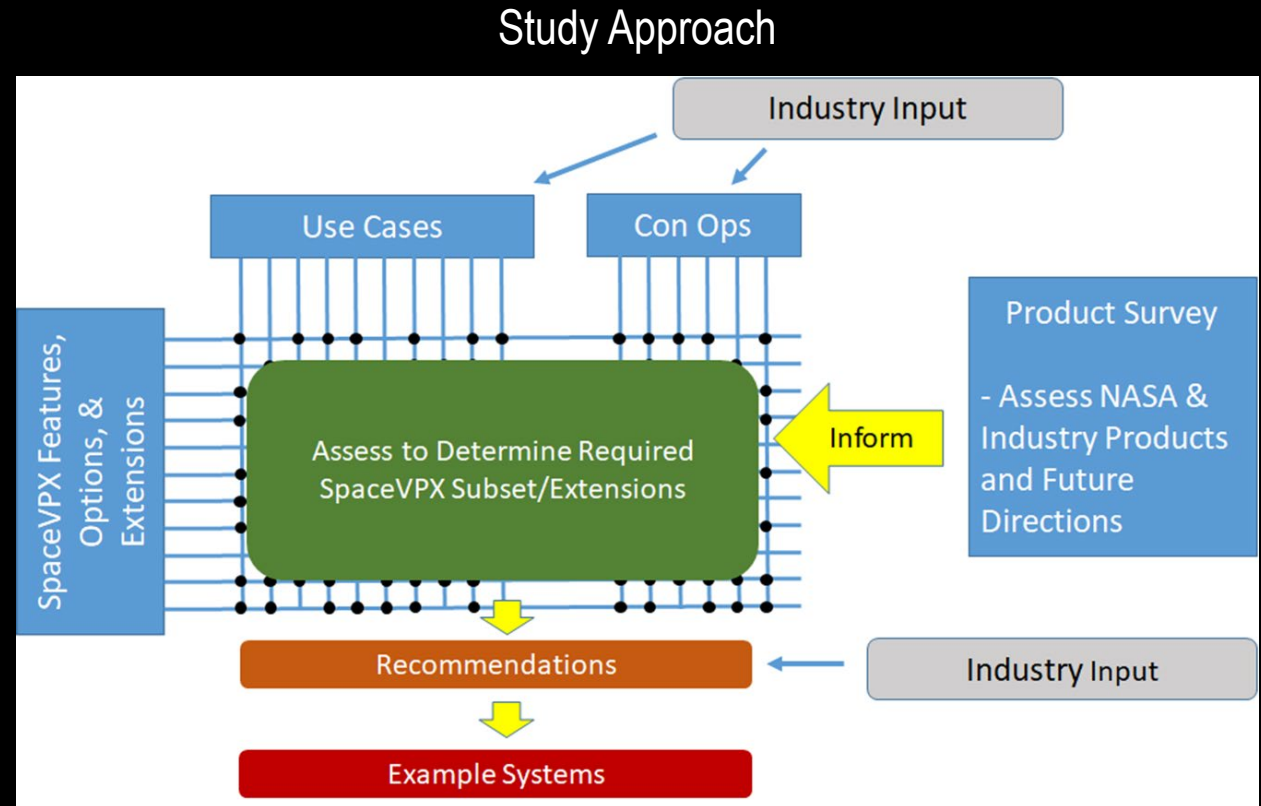 Study Approach
Industry Input
Use Cases
Con Ops
SpaceVPX Features,
Options, &
Extensions
Assess to Determine Required
SpaceVPX Subset/Extensions
Inform
Product Survey
- Assess NASA &
Industry Products
and Future
Directions
Recommendations
Industry Input
Example Systems